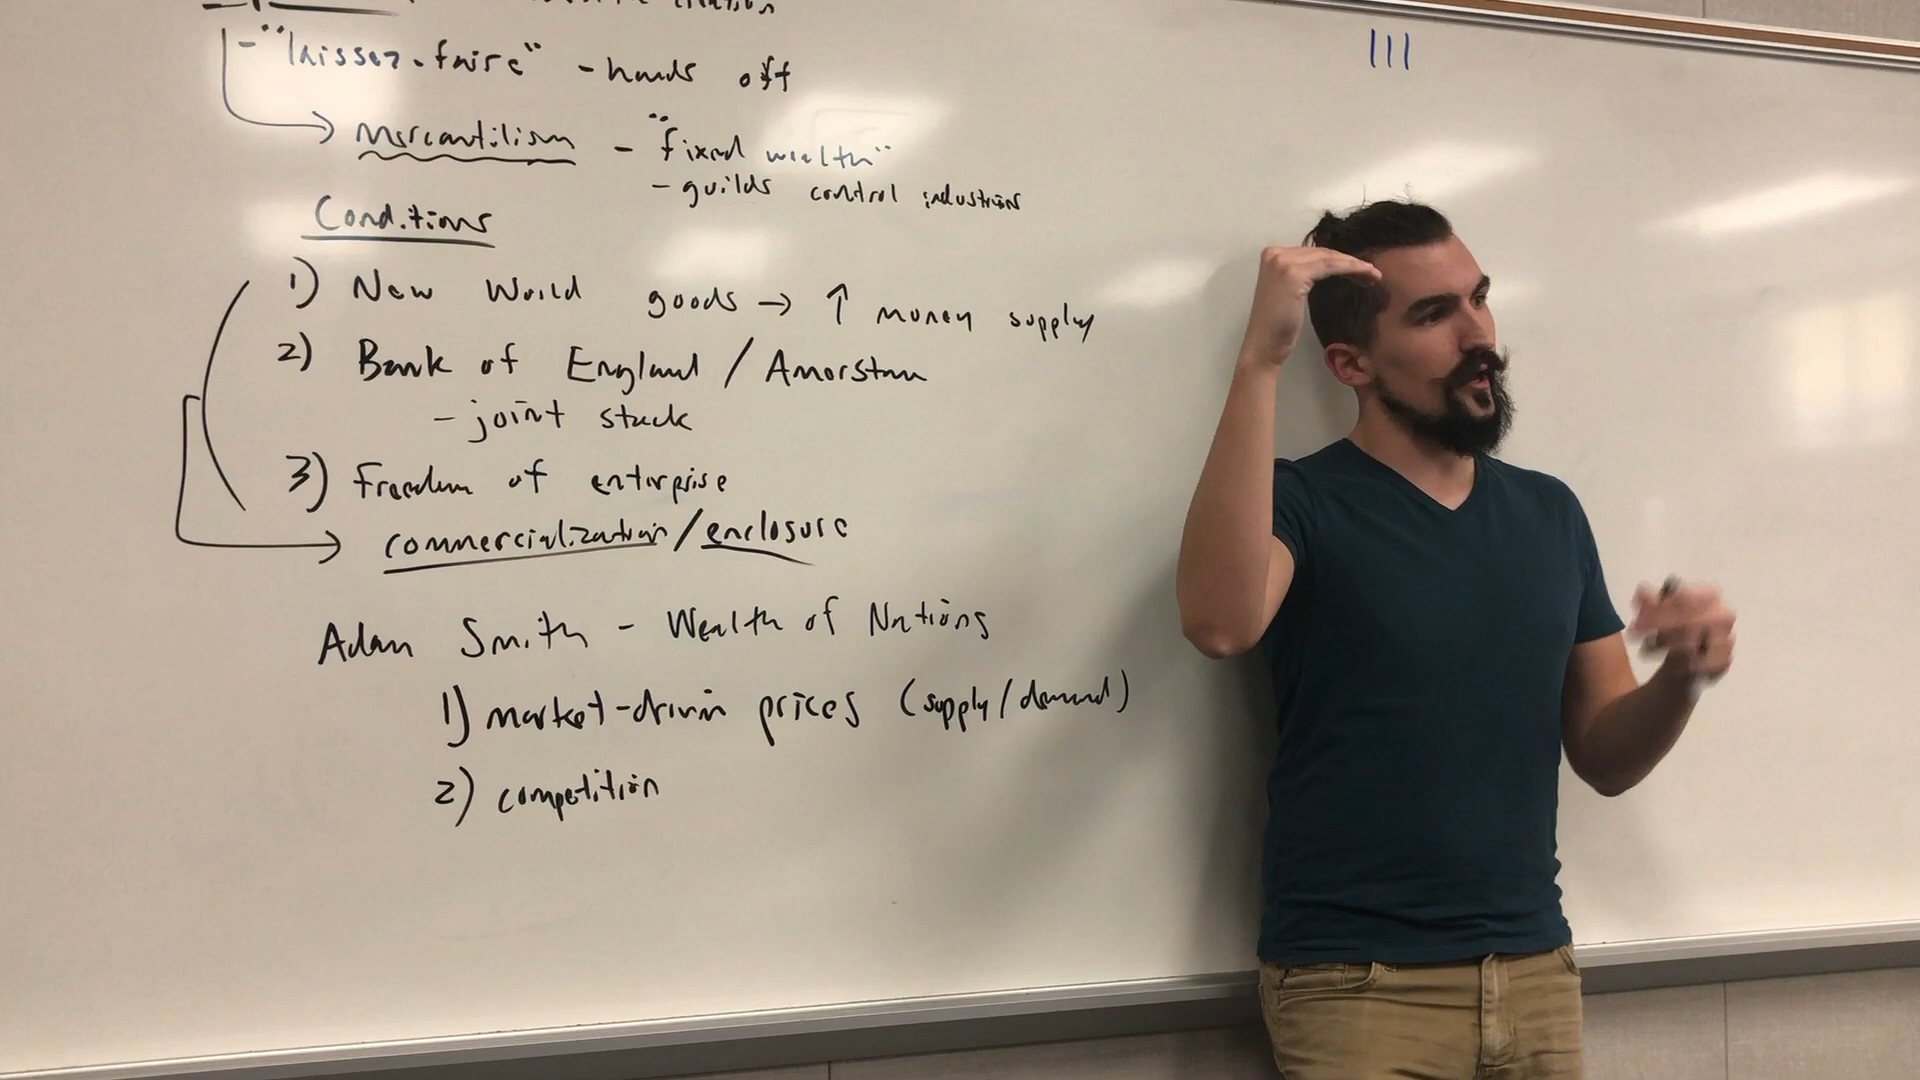 - "laissez-faire" - hands off
III
→ Mercantilism - "fixed wealth"
- guilds control industries
Conditions
1) New World goods → ↑ money supply
2) Bank of England / Amerstam
- joint stock
3) Freedom of enterprise
→ commercialization / enclosure
Adam Smith - Wealth of Nations
1) market-driven prices (supply/demand)
2) competition